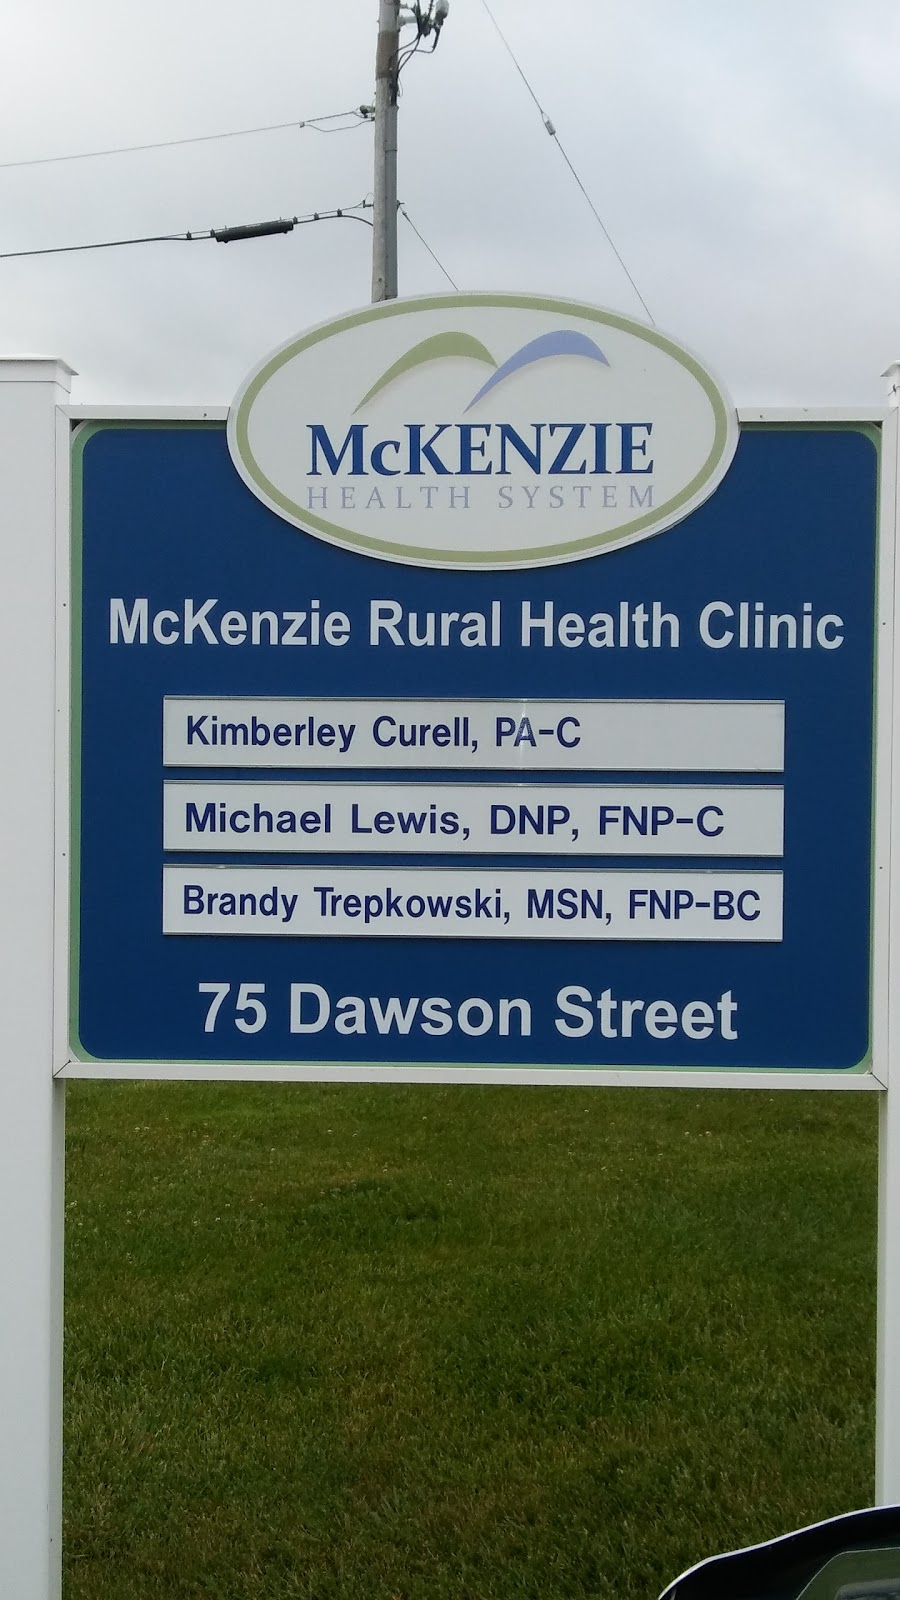 McKENZIE
HEALTH SYSTEM
McKenzie Rural Health Clinic
Kimberley Curell, PA-C
Michael Lewis, DNP, FNP-C
Brandy Trepkowski, MSN, FNP-BC
75 Dawson Street